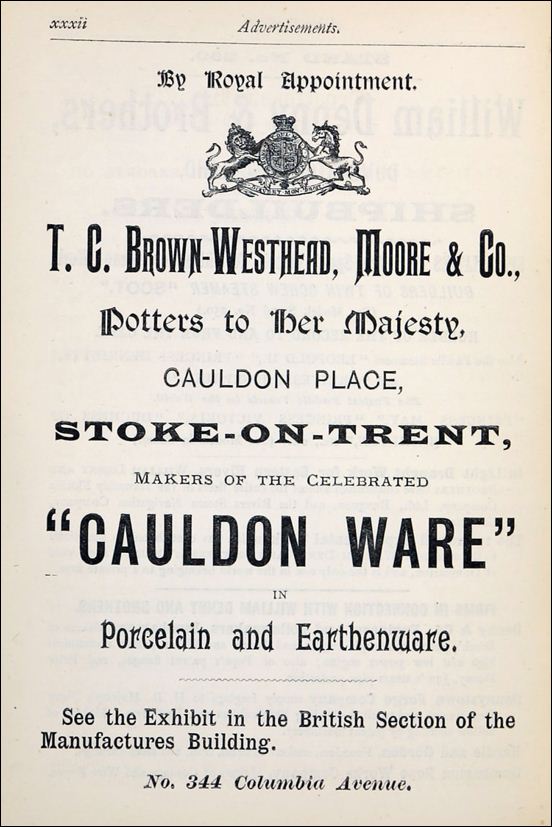 xxxii
Advertisements.
By Royal Appointment.
T. C. Brown-Westhead, Moore & Co.,
Potters to Her Majesty,
CAULDON PLACE,
STOKE-ON-TRENT,
Makers of the Celebrated
"CAULDON WARE"
IN
Porcelain and Earthenware.
See the Exhibit in the British Section of the
Manufactures Building.
No. 344 Columbia Avenue.